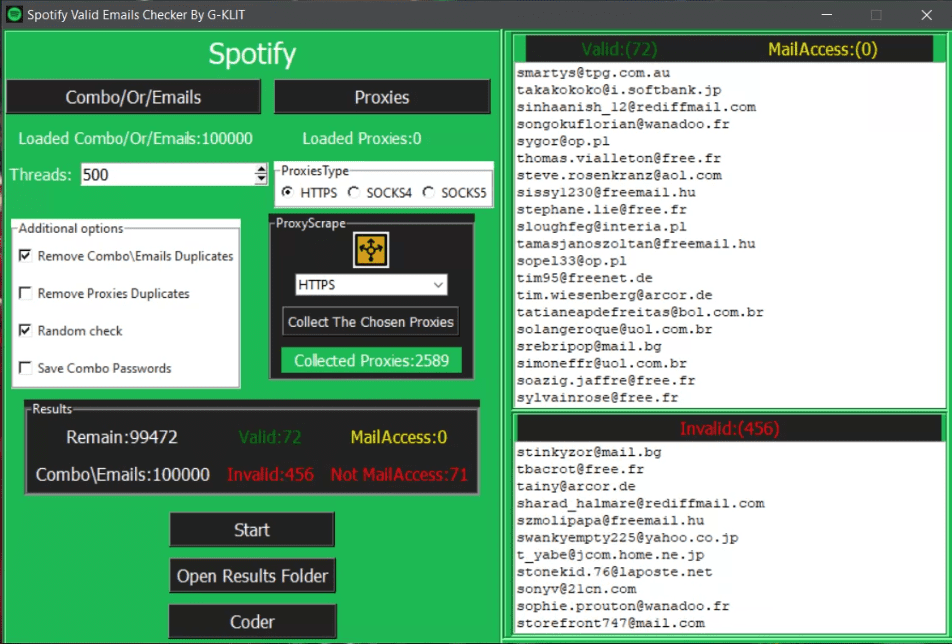 Spotify Valid Emails Checker By G-KLIT
Spotify
Combo/Or/Emails
Proxies
Loaded Combo/Or/Emails:100000
Loaded Proxies:0
Threads: 500
ProxiesType
HTTPS SOCKS4 SOCKS5
Additional options
Remove Combo\Emails Duplicates
Remove Proxies Duplicates
Random check
Save Combo Passwords
ProxyScrape
HTTPS
Collect The Chosen Proxies
Collected Proxies:2589
Results
Remain:99472 Valid:72 MailAccess:0
Combo\Emails:100000 Invalid:456 Not MailAccess:71
Start
Open Results Folder
Coder
Valid:(72) MailAccess:(0)
smartys@tpg.com.au
takakokoko@i.softbank.jp
sinhaanish_12@rediffmail.com
songokuflorian@wanadoo.fr
sygor@op.pl
thomas.vialleton@free.fr
steve.rosenkranz@aol.com
sissy1230@freemail.hu
stephane.lie@free.fr
sloughfeg@interia.pl
tamasjanoszoltan@freemail.hu
sopel33@op.pl
tim95@freenet.de
tim.wiesenberg@arcor.de
tatianeapdefreitas@bol.com.br
solangeroque@uol.com.br
srebripop@mail.bg
simoneffr@uol.com.br
soazig.jaffre@free.fr
sylvainrose@free.fr
Invalid:(456)
stinkyzor@mail.bg
tbacrot@free.fr
tainy@arcor.de
sharad_halmare@rediffmail.com
szmolipapa@freemail.hu
swankyempty225@yahoo.co.jp
t_yabe@jcom.home.ne.jp
stonekid.76@laposte.net
sonyv@21cn.com
sophie.prouton@wanadoo.fr
storefront747@mail.com